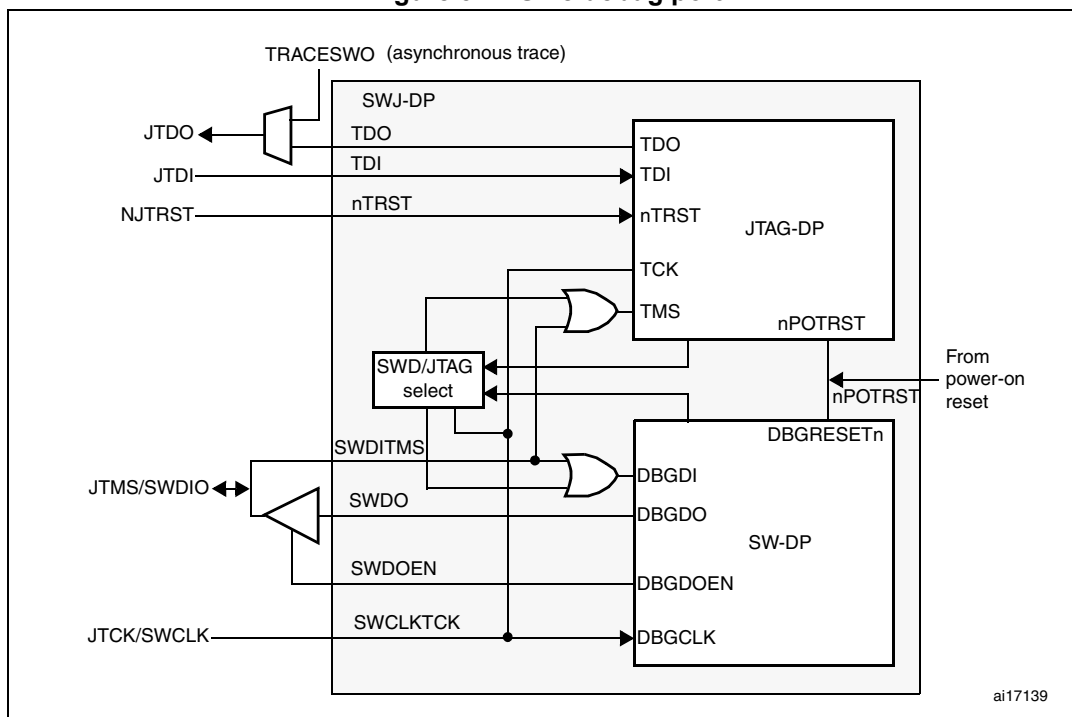 TRACESWO (asynchronous trace)
SWJ-DP
JTDO
TDO
TDO
JTDI
TDI
TDI
NJTRST
nTRST
nTRST
JTAG-DP
TCK
TMS
nPOTRST
SWD/JTAG
select
From
power-on
reset
nPOTRST
DBGRESETn
SWDITMS
DBGDI
JTMS/SWDIO
SWDO
DBGDO
SW-DP
SWDOEN
DBGDOEN
JTCK/SWCLK
SWCLKTCK
DBGCLK
ai17139